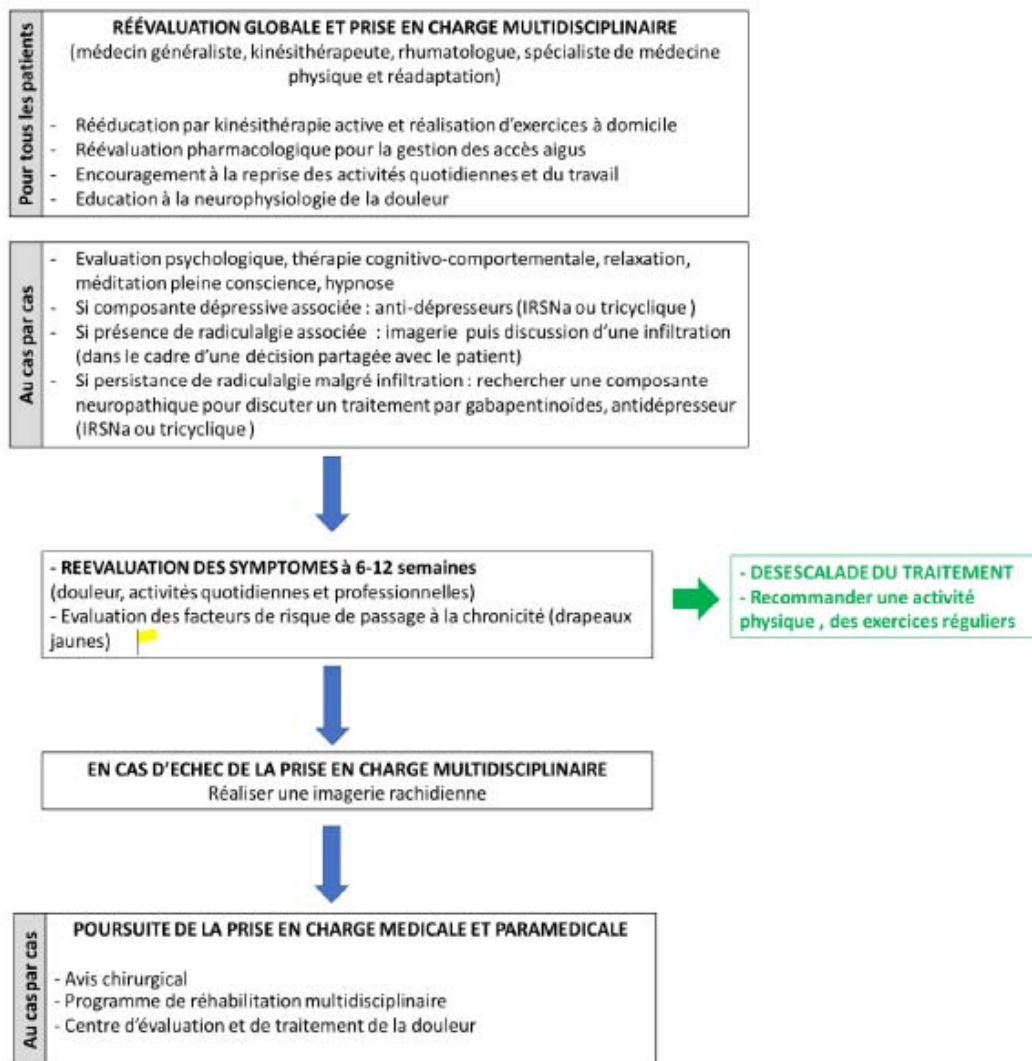 Pour tous les patients
RÉÉVALUATION GLOBALE ET PRISE EN CHARGE MULTIDISCIPLINAIRE
(médecin généraliste, kinésithérapeute, rhumatologue, spécialiste de médecine
physique et réadaptation)
- Rééducation par kinésithérapie active et réalisation d'exercices à domicile
- Réévaluation pharmacologique pour la gestion des accès aigus
- Encouragement à la reprise des activités quotidiennes et du travail
- Education à la neurophysiologie de la douleur
Au cas par cas
- Evaluation psychologique, thérapie cognitivo-comportementale, relaxation,
méditation pleine conscience, hypnose
- Si composante dépressive associée : anti-dépresseurs (IRSNa ou tricyclique )
- Si présence de radiculalgie associée : imagerie puis discussion d'une infiltration
(dans le cadre d'une décision partagée avec le patient)
- Si persistance de radiculalgie malgré infiltration : rechercher une composante
neuropathique pour discuter un traitement par gabapentinoïdes, antidépresseur
(IRSNa ou tricyclique )
- REEVALUATION DES SYMPTOMES à 6-12 semaines
(douleur, activités quotidiennes et professionnelles)
- Evaluation des facteurs de risque de passage à la chronicité (drapeaux
jaunes)
- DESESCALADE DU TRAITEMENT
- Recommander une activité
physique , des exercices réguliers
EN CAS D'ECHEC DE LA PRISE EN CHARGE MULTIDISCIPLINAIRE
Réaliser une imagerie rachidienne
Au cas par cas
POURSUITE DE LA PRISE EN CHARGE MEDICALE ET PARAMEDICALE
- Avis chirurgical
- Programme de réhabilitation multidisciplinaire
- Centre d'évaluation et de traitement de la douleur